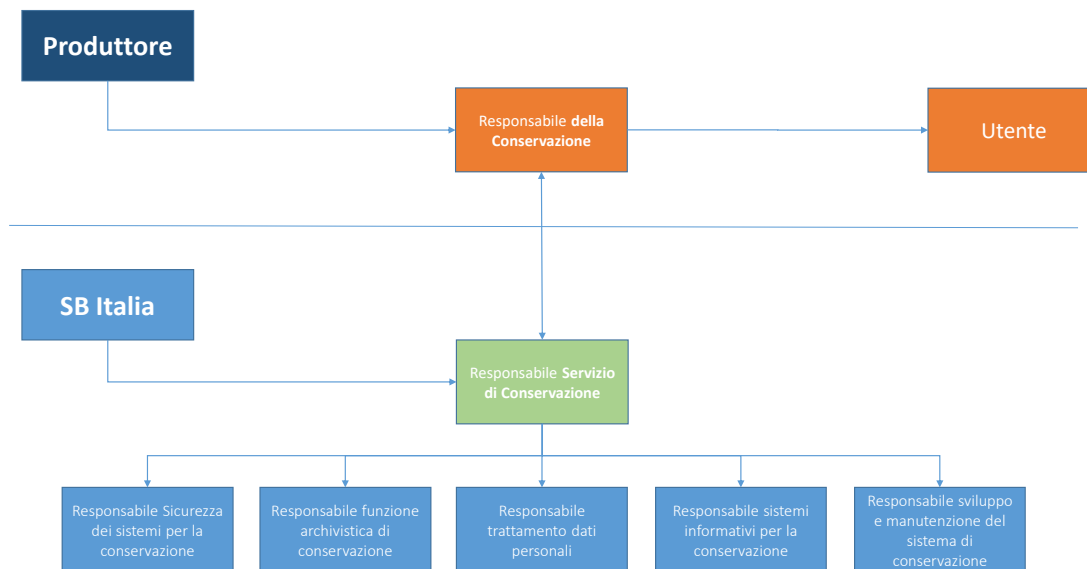 Produttore
Responsabile della
Conservazione
Utente
SB Italia
Responsabile Servizio
di Conservazione
Responsabile Sicurezza
dei sistemi per la
conservazione
Responsabile funzione
archivistica di
conservazione
Responsabile
trattamento dati
personali
Responsabile sistemi
informativi per la
conservazione
Responsabile sviluppo
e manutenzione del
sistema di
conservazione